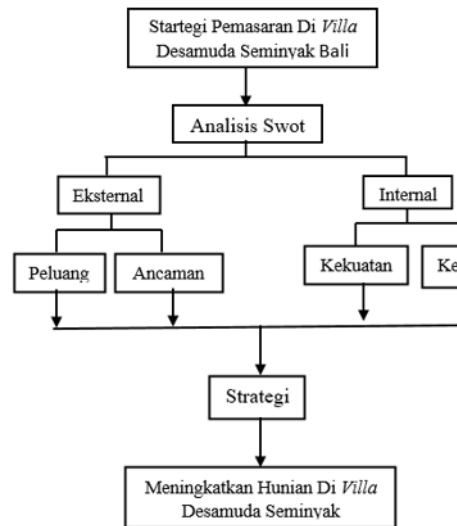 Startegi Pemasaran Di Villa
Desamuda Seminyak Bali
Analisis Swot
Eksternal
Internal
Peluang
Ancaman
Kekuatan
Ke
Strategi
Meningkatkan Hunian Di Villa
Desamuda Seminyak